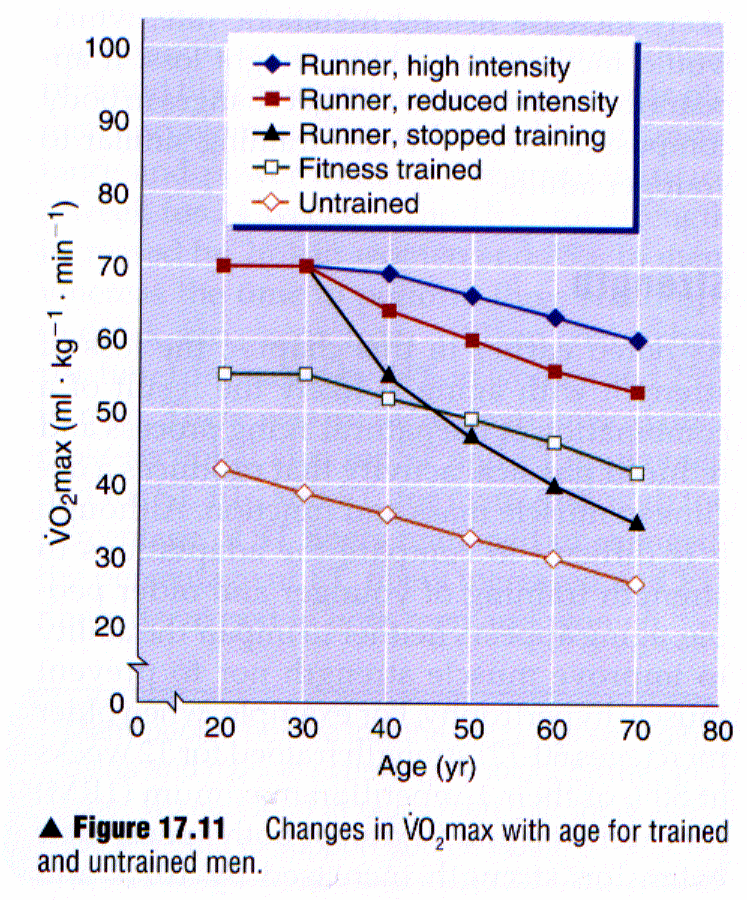 100
90
80
70
60
50
40
30
20
0
V̇O₂max (ml · kg⁻¹ · min⁻¹)
Runner, high intensity
Runner, reduced intensity
Runner, stopped training
Fitness trained
Untrained
0 20 30 40 50 60 70 80
Age (yr)
▲ Figure 17.11 Changes in V̇O₂max with age for trained
and untrained men.